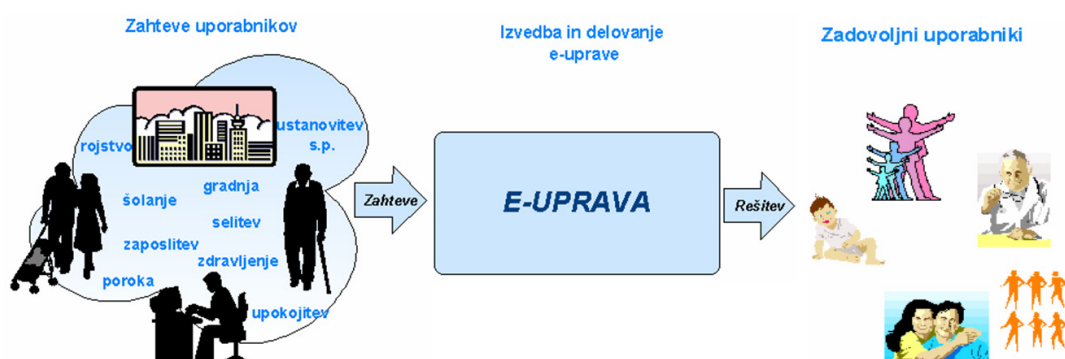 Zahteve uporabnikov
Izvedba in delovanje
e-uprave
Zadovoljni uporabniki
ustanovitev
s.p.
rojstvo
gradnja
šolanje
selitev
zaposlitev
zdravljenje
poroka
upokojitev
Zahteve
E-UPRAVA
Rešitev